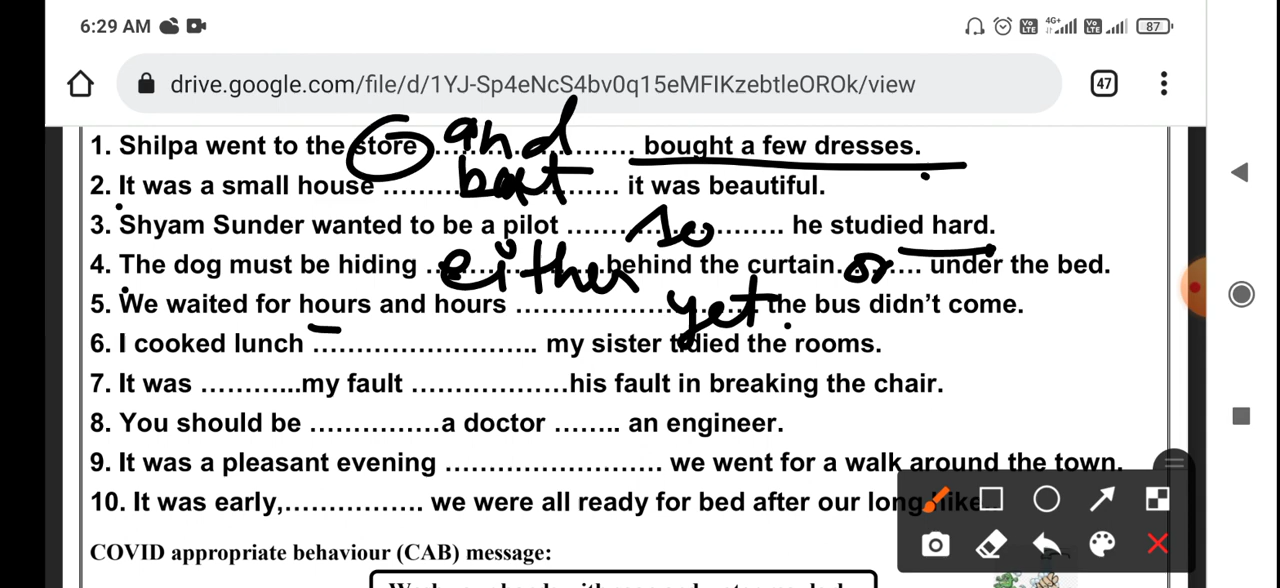 6:29 AM 4G+ Vo LTE Vo LTE 87
drive.google.com/file/d/1YJ-Sp4eNcS4bv0q15eMFIKzebtleOROk/view 47
1. Shilpa went to the store and bought a few dresses.
2. It was a small house ......... but ......... it was beautiful.
3. Shyam Sunder wanted to be a pilot ...... so ........ he studied hard.
4. The dog must be hiding either behind the curtain. or .... under the bed.
5. We waited for hours and hours .................. yet the bus didn't come.
6. I cooked lunch .......................... my sister tidied the rooms.
7. It was ............my fault ..................his fault in breaking the chair.
8. You should be ...............a doctor ........ an engineer.
9. It was a pleasant evening ......................... we went for a walk around the town.
10. It was early,................ we were all ready for bed after our long hike
COVID appropriate behaviour (CAB) message: